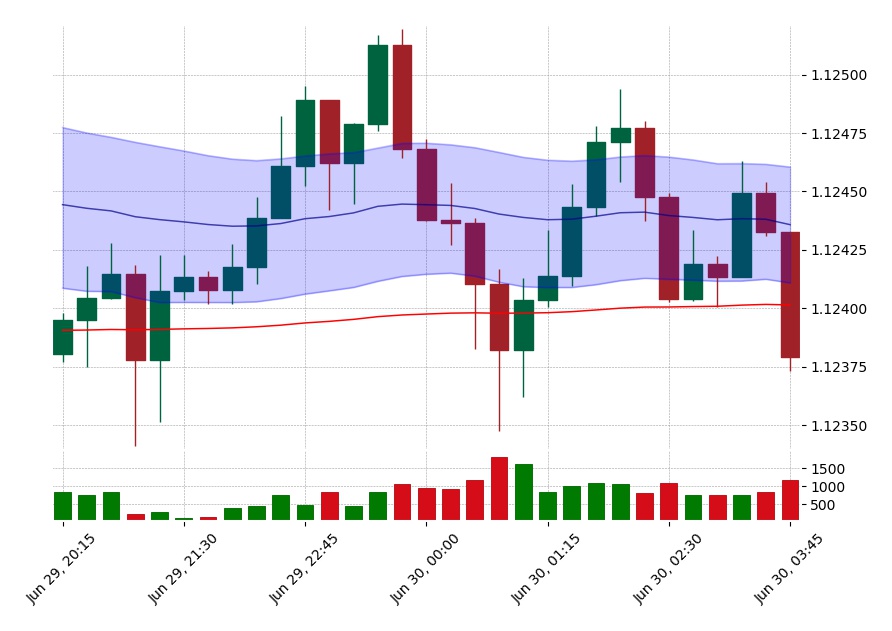 1.12500
1.12475
1.12450
1.12425
1.12400
1.12375
1.12350
1500
1000
500
Jun 29, 20:15
Jun 29, 21:30
Jun 29, 22:45
Jun 30, 00:00
Jun 30, 01:15
Jun 30, 02:30
Jun 30, 03:45